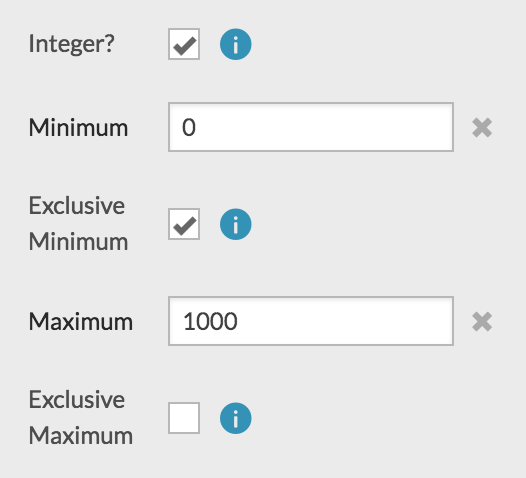 Integer?
Minimum 0
Exclusive
Minimum
Maximum 1000
Exclusive
Maximum